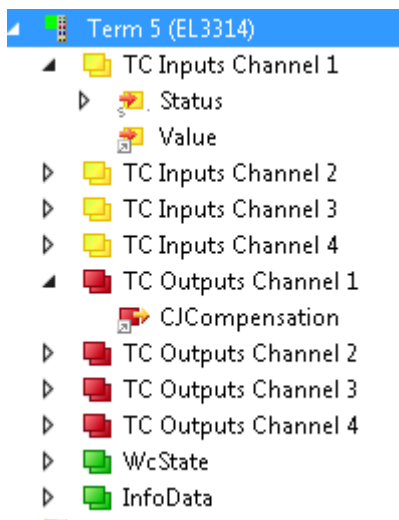 Term 5 (EL3314)
TC Inputs Channel 1
Status
Value
TC Inputs Channel 2
TC Inputs Channel 3
TC Inputs Channel 4
TC Outputs Channel 1
CJCompensation
TC Outputs Channel 2
TC Outputs Channel 3
TC Outputs Channel 4
WcState
InfoData